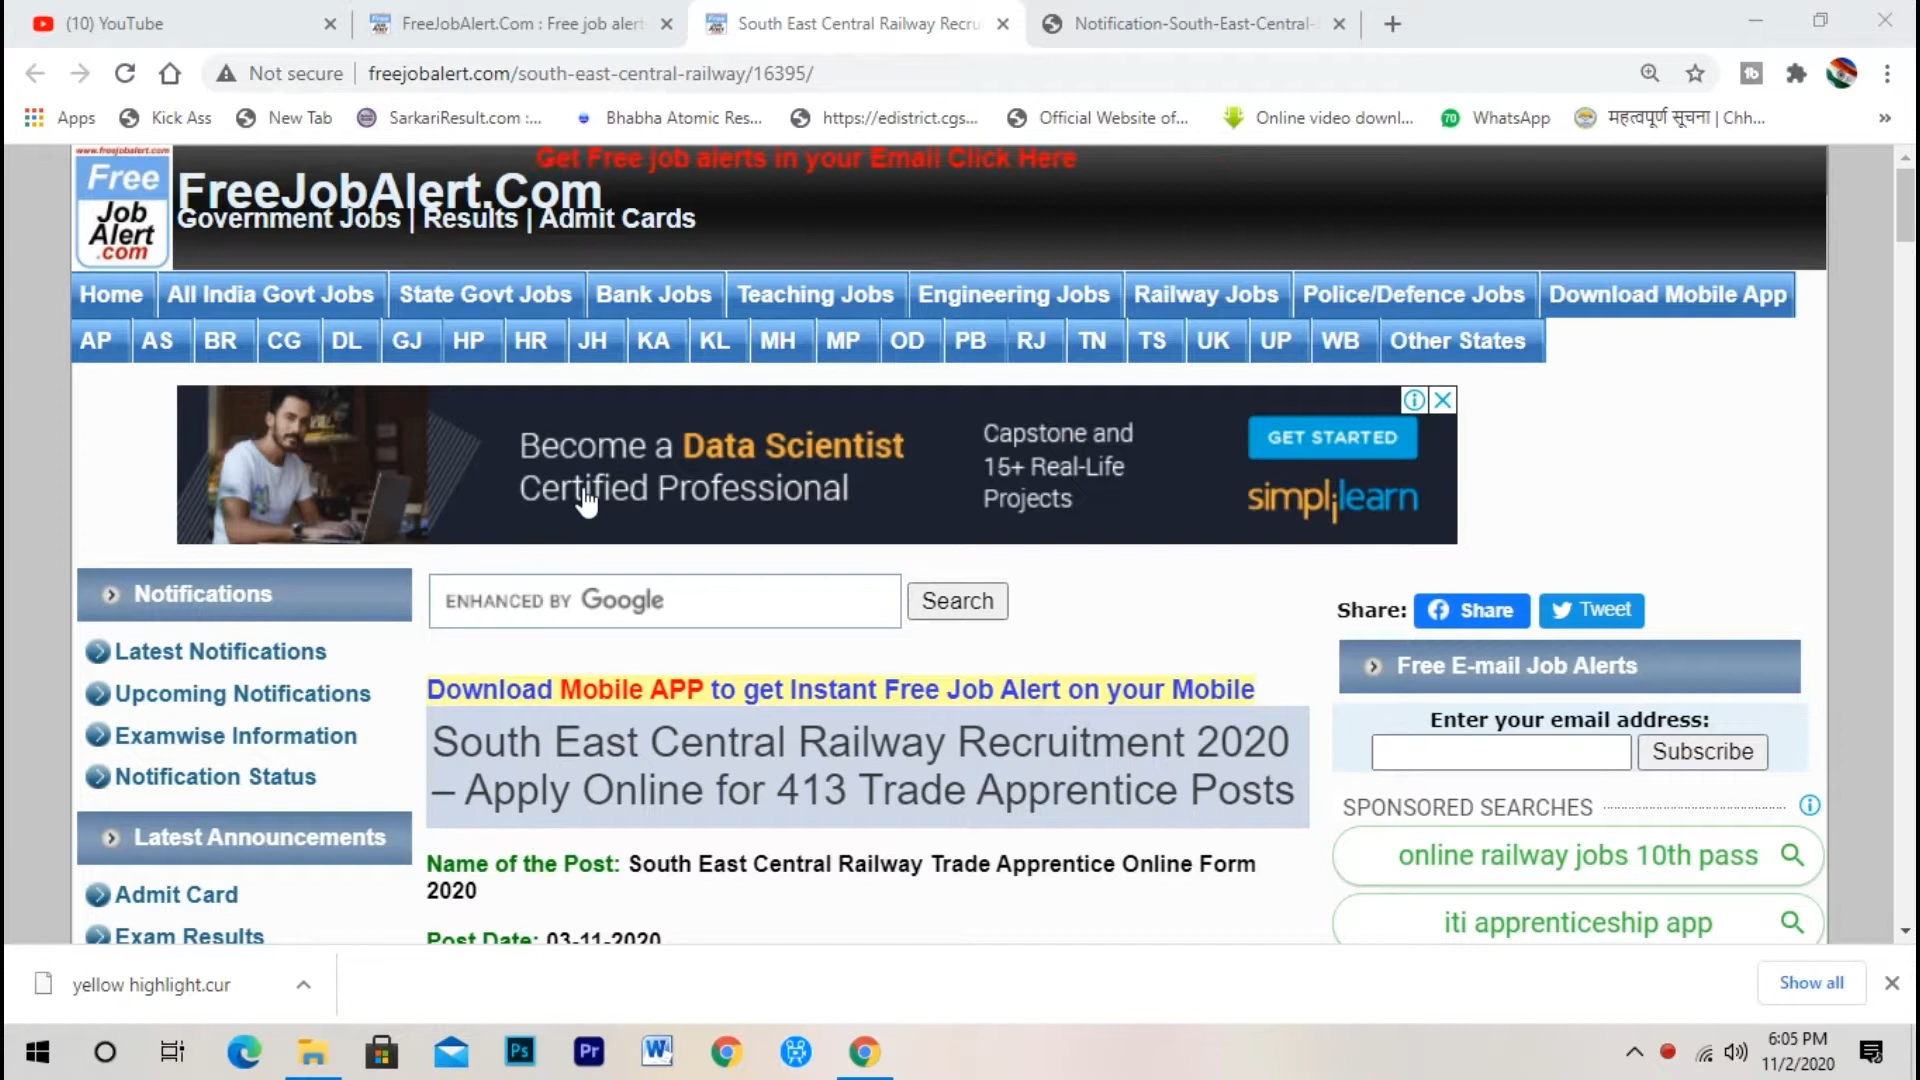 (10) YouTube
FreeJobAlert.Com : Free job alert
South East Central Railway Recru
Notification-South-East-Central-
Not secure
freejobalert.com/south-east-central-railway/16395/
Apps
Kick Ass
New Tab
SarkariResult.com :...
Bhabha Atomic Res...
https://edistrict.cgs...
Official Website of...
Online video downl...
70
WhatsApp
महत्वपूर्ण सूचना | Chh...
»
www.freejobalert.com
Free
Job
Alert
.com
Get Free job alerts in your Email Click Here
FreeJobAlert.Com
Government Jobs | Results | Admit Cards
Home
All India Govt Jobs
State Govt Jobs
Bank Jobs
Teaching Jobs
Engineering Jobs
Railway Jobs
Police/Defence Jobs
Download Mobile App
AP
AS
BR
CG
DL
GJ
HP
HR
JH
KA
KL
MH
MP
OD
PB
RJ
TN
TS
UK
UP
WB
Other States
Become a Data Scientist
Certified Professional
Capstone and
15+ Real-Life
Projects
GET STARTED
simplilearn
Notifications
Latest Notifications
Upcoming Notifications
Examwise Information
Notification Status
Latest Announcements
Admit Card
Exam Results
ENHANCED BY Google
Search
Download Mobile APP to get Instant Free Job Alert on your Mobile
South East Central Railway Recruitment 2020
– Apply Online for 413 Trade Apprentice Posts
Name of the Post: South East Central Railway Trade Apprentice Online Form
2020
Post Date: 03-11-2020
Share:
Share
Tweet
Free E-mail Job Alerts
Enter your email address:
Subscribe
SPONSORED SEARCHES
online railway jobs 10th pass
iti apprenticeship app
yellow highlight.cur
Show all
Ps
Pr
W
6:05 PM
11/2/2020